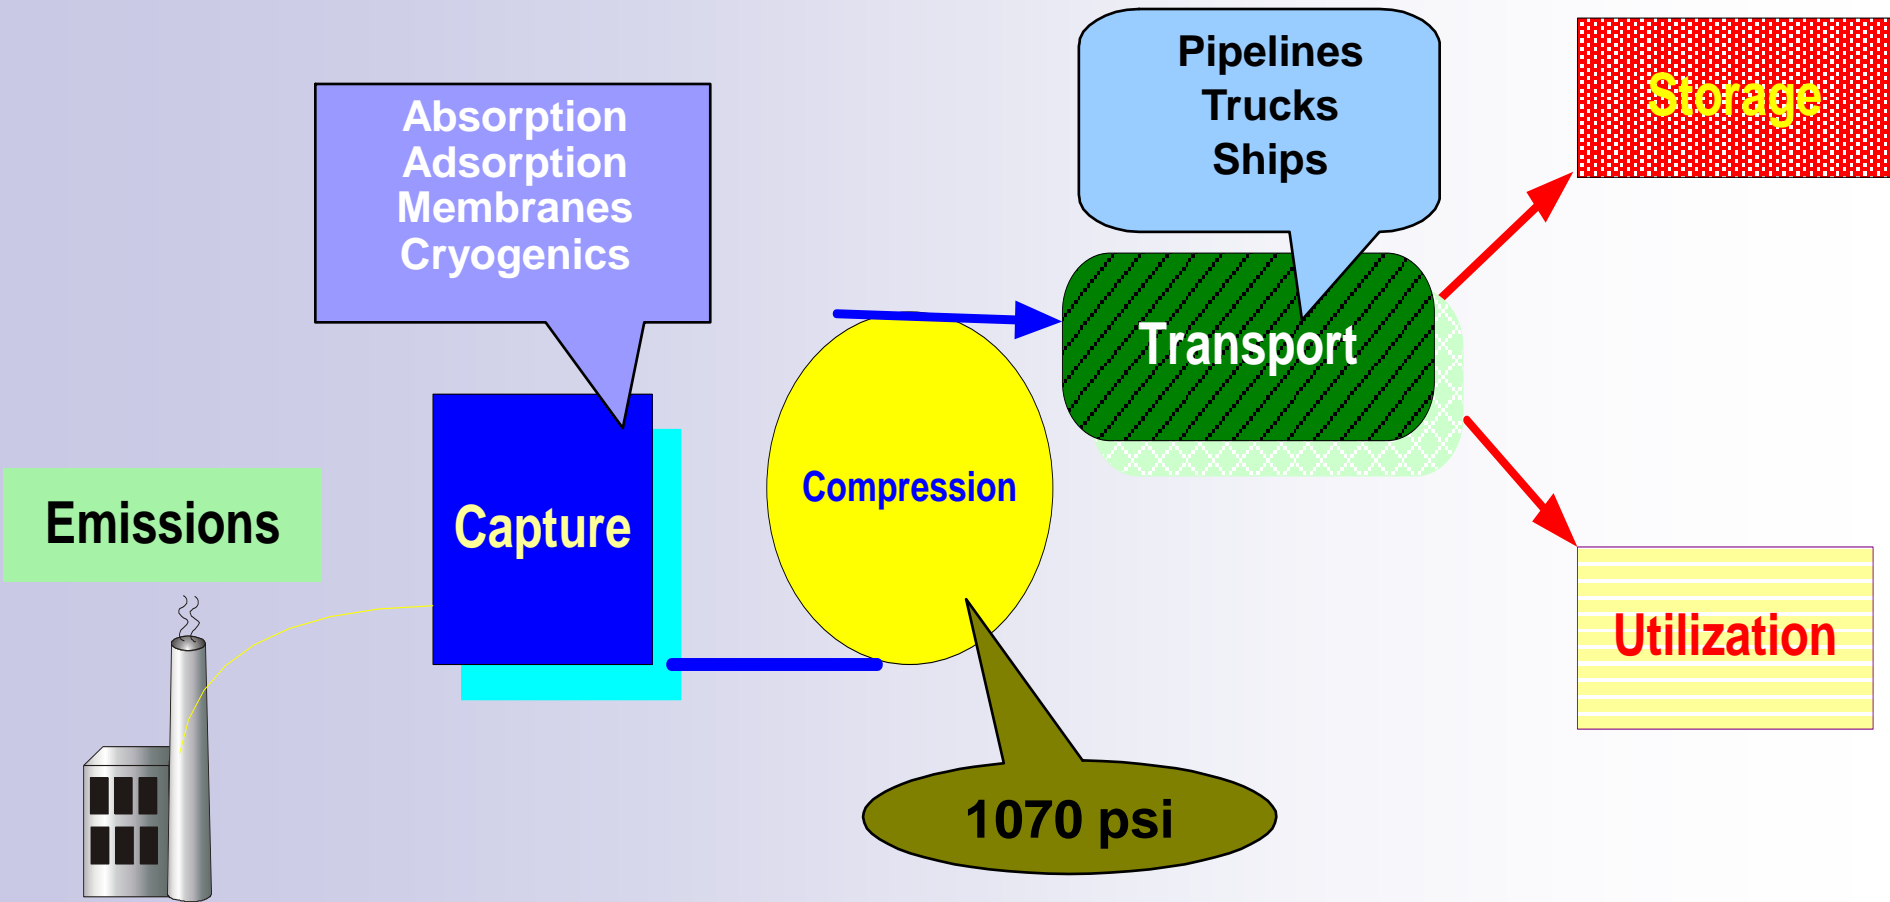 Emissions
Absorption
Adsorption
Membranes
Cryogenics
Capture
Compression
1070 psi
Pipelines
Trucks
Ships
Transport
Storage
Utilization